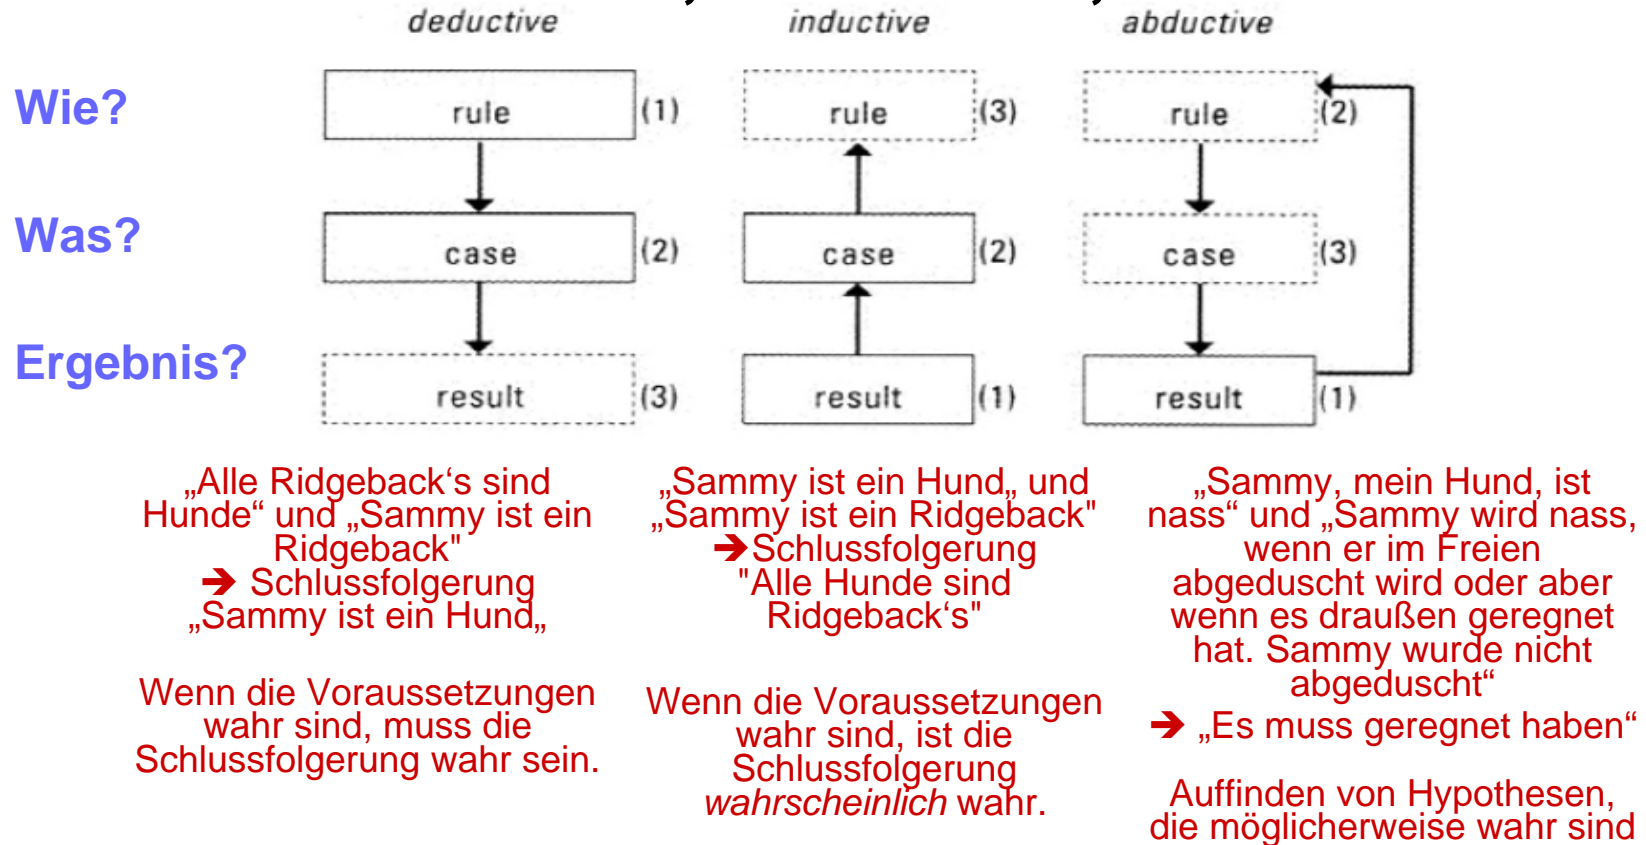 deductive inductive abductive
Wie?
rule (1) rule (3) rule (2)
Was?
case (2) case (2) case (3)
Ergebnis?
result (3) result (1) result (1)
„Alle Ridgeback‘s sind
Hunde“ und „Sammy ist ein
Ridgeback"
➔ Schlussfolgerung
„Sammy ist ein Hund„
Wenn die Voraussetzungen
wahr sind, muss die
Schlussfolgerung wahr sein.
„Sammy ist ein Hund„ und
„Sammy ist ein Ridgeback"
➔Schlussfolgerung
"Alle Hunde sind
Ridgeback‘s"
Wenn die Voraussetzungen
wahr sind, ist die
Schlussfolgerung
wahrscheinlich wahr.
„Sammy, mein Hund, ist
nass“ und „Sammy wird nass,
wenn er im Freien
abgeduscht wird oder aber
wenn es draußen geregnet
hat. Sammy wurde nicht
abgeduscht“
➔ „Es muss geregnet haben“
Auffinden von Hypothesen,
die möglicherweise wahr sind